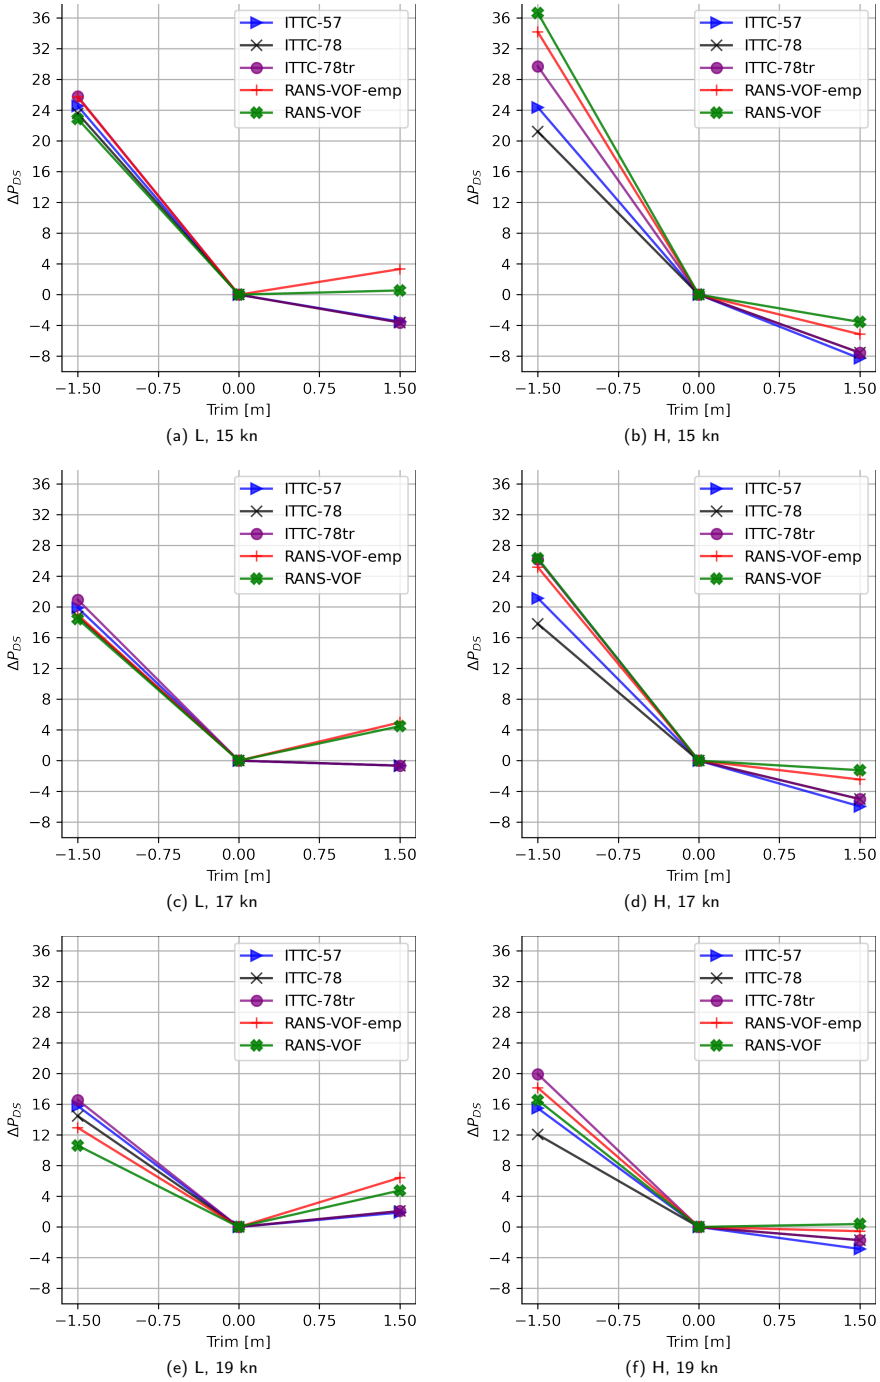 36
32
28
24
20
16
12
8
4
0
−4
−8
ΔP_DS
ITTC-57
ITTC-78
ITTC-78tr
RANS-VOF-emp
RANS-VOF
−1.50 −0.75 0.00 0.75 1.50
Trim [m]
(a) L, 15 kn
36
32
28
24
20
16
12
8
4
0
−4
−8
ΔP_DS
ITTC-57
ITTC-78
ITTC-78tr
RANS-VOF-emp
RANS-VOF
−1.50 −0.75 0.00 0.75 1.50
Trim [m]
(b) H, 15 kn
36
32
28
24
20
16
12
8
4
0
−4
−8
ΔP_DS
ITTC-57
ITTC-78
ITTC-78tr
RANS-VOF-emp
RANS-VOF
−1.50 −0.75 0.00 0.75 1.50
Trim [m]
(c) L, 17 kn
36
32
28
24
20
16
12
8
4
0
−4
−8
ΔP_DS
ITTC-57
ITTC-78
ITTC-78tr
RANS-VOF-emp
RANS-VOF
−1.50 −0.75 0.00 0.75 1.50
Trim [m]
(d) H, 17 kn
36
32
28
24
20
16
12
8
4
0
−4
−8
ΔP_DS
ITTC-57
ITTC-78
ITTC-78tr
RANS-VOF-emp
RANS-VOF
−1.50 −0.75 0.00 0.75 1.50
Trim [m]
(e) L, 19 kn
36
32
28
24
20
16
12
8
4
0
−4
−8
ΔP_DS
ITTC-57
ITTC-78
ITTC-78tr
RANS-VOF-emp
RANS-VOF
−1.50 −0.75 0.00 0.75 1.50
Trim [m]
(f) H, 19 kn